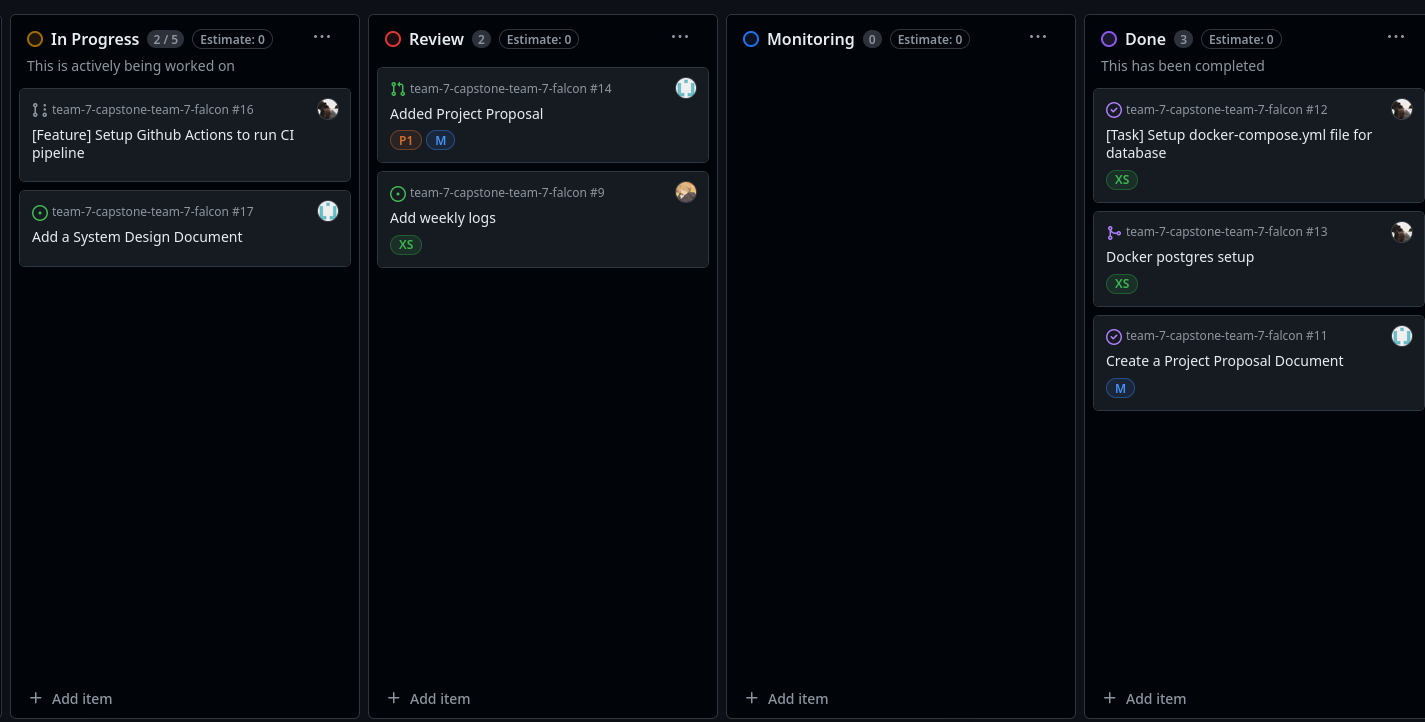 In Progress 2 / 5 Estimate: 0 ...
This is actively being worked on
team-7-capstone-team-7-falcon #16
[Feature] Setup Github Actions to run CI
pipeline
team-7-capstone-team-7-falcon #17
Add a System Design Document
+ Add item
Review 2 Estimate: 0 ...
team-7-capstone-team-7-falcon #14
Added Project Proposal
P1 M
team-7-capstone-team-7-falcon #9
Add weekly logs
XS
+ Add item
Monitoring 0 Estimate: 0 ...
+ Add item
Done 3 Estimate: 0 ...
This has been completed
team-7-capstone-team-7-falcon #12
[Task] Setup docker-compose.yml file for
database
XS
team-7-capstone-team-7-falcon #13
Docker postgres setup
XS
team-7-capstone-team-7-falcon #11
Create a Project Proposal Document
M
+ Add item